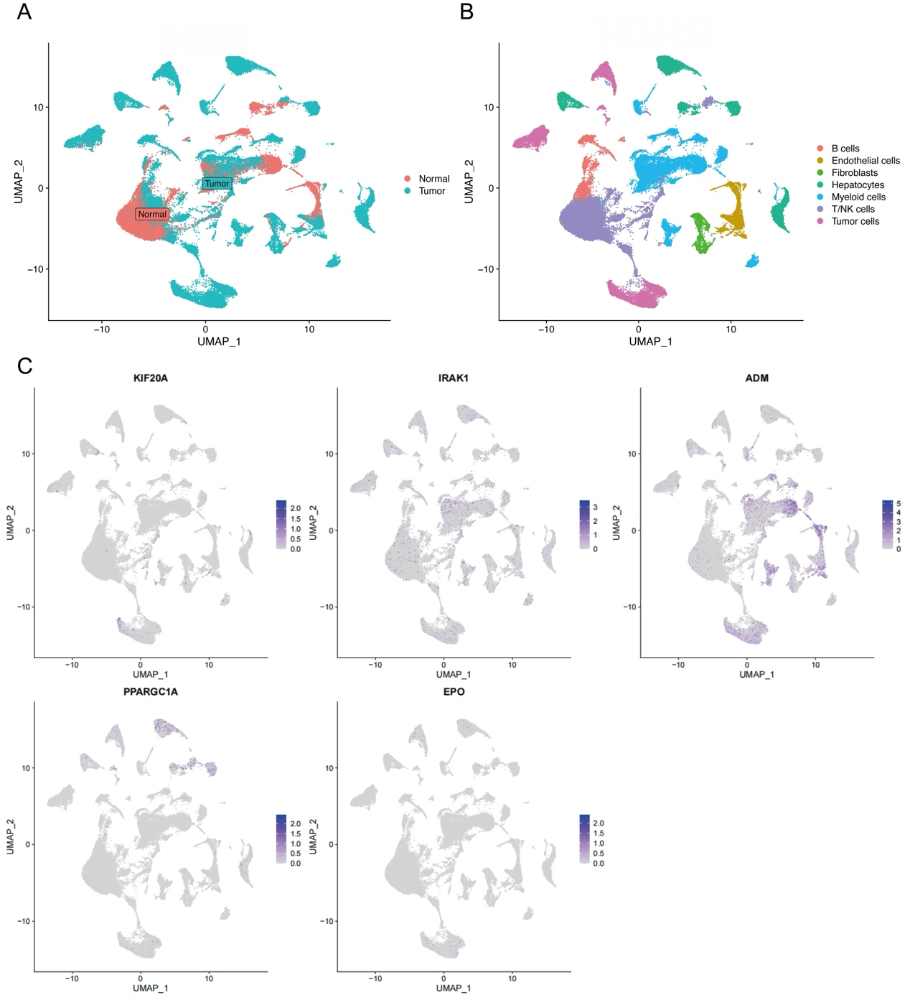 A
UMAP_2
10
0
−10
Tumor
Normal
−10
0
10
UMAP_1
Normal
Tumor
B
UMAP_2
10
0
−10
−10
0
10
UMAP_1
B cells
Endothelial cells
Fibroblasts
Hepatocytes
Myeloid cells
T/NK cells
Tumor cells
C
KIF20A
UMAP_2
10
0
−10
−10
0
10
UMAP_1
2.0
1.5
1.0
0.5
0.0
IRAK1
UMAP_2
10
0
−10
−10
0
10
UMAP_1
3
2
1
0
ADM
UMAP_2
10
0
−10
−10
0
10
UMAP_1
5
4
3
2
1
0
PPARGC1A
UMAP_2
10
0
−10
−10
0
10
UMAP_1
2.0
1.5
1.0
0.5
0.0
EPO
UMAP_2
10
0
−10
−10
0
10
UMAP_1
2.0
1.5
1.0
0.5
0.0